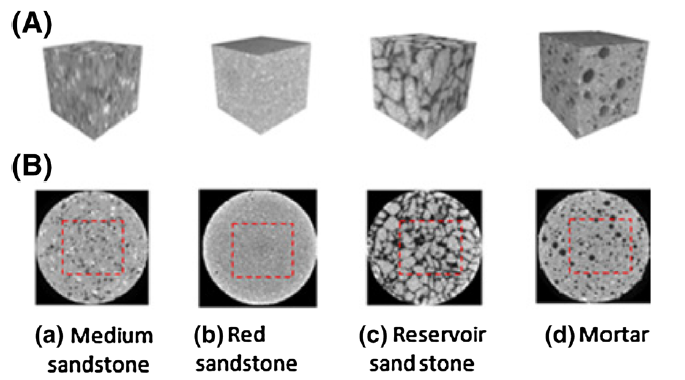 (A)
(B)
(a) Medium sandstone
(b) Red sandstone
(c) Reservoir sand stone
(d) Mortar